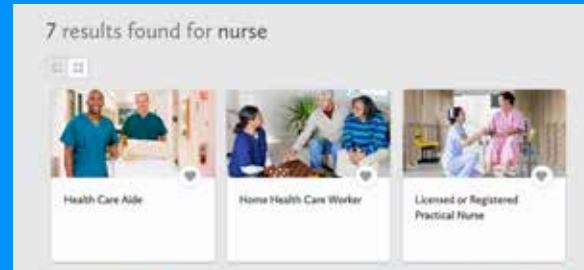 7 results found for nurse
Health Care Aide
Home Health Care Worker
Licensed or Registered
Practical Nurse